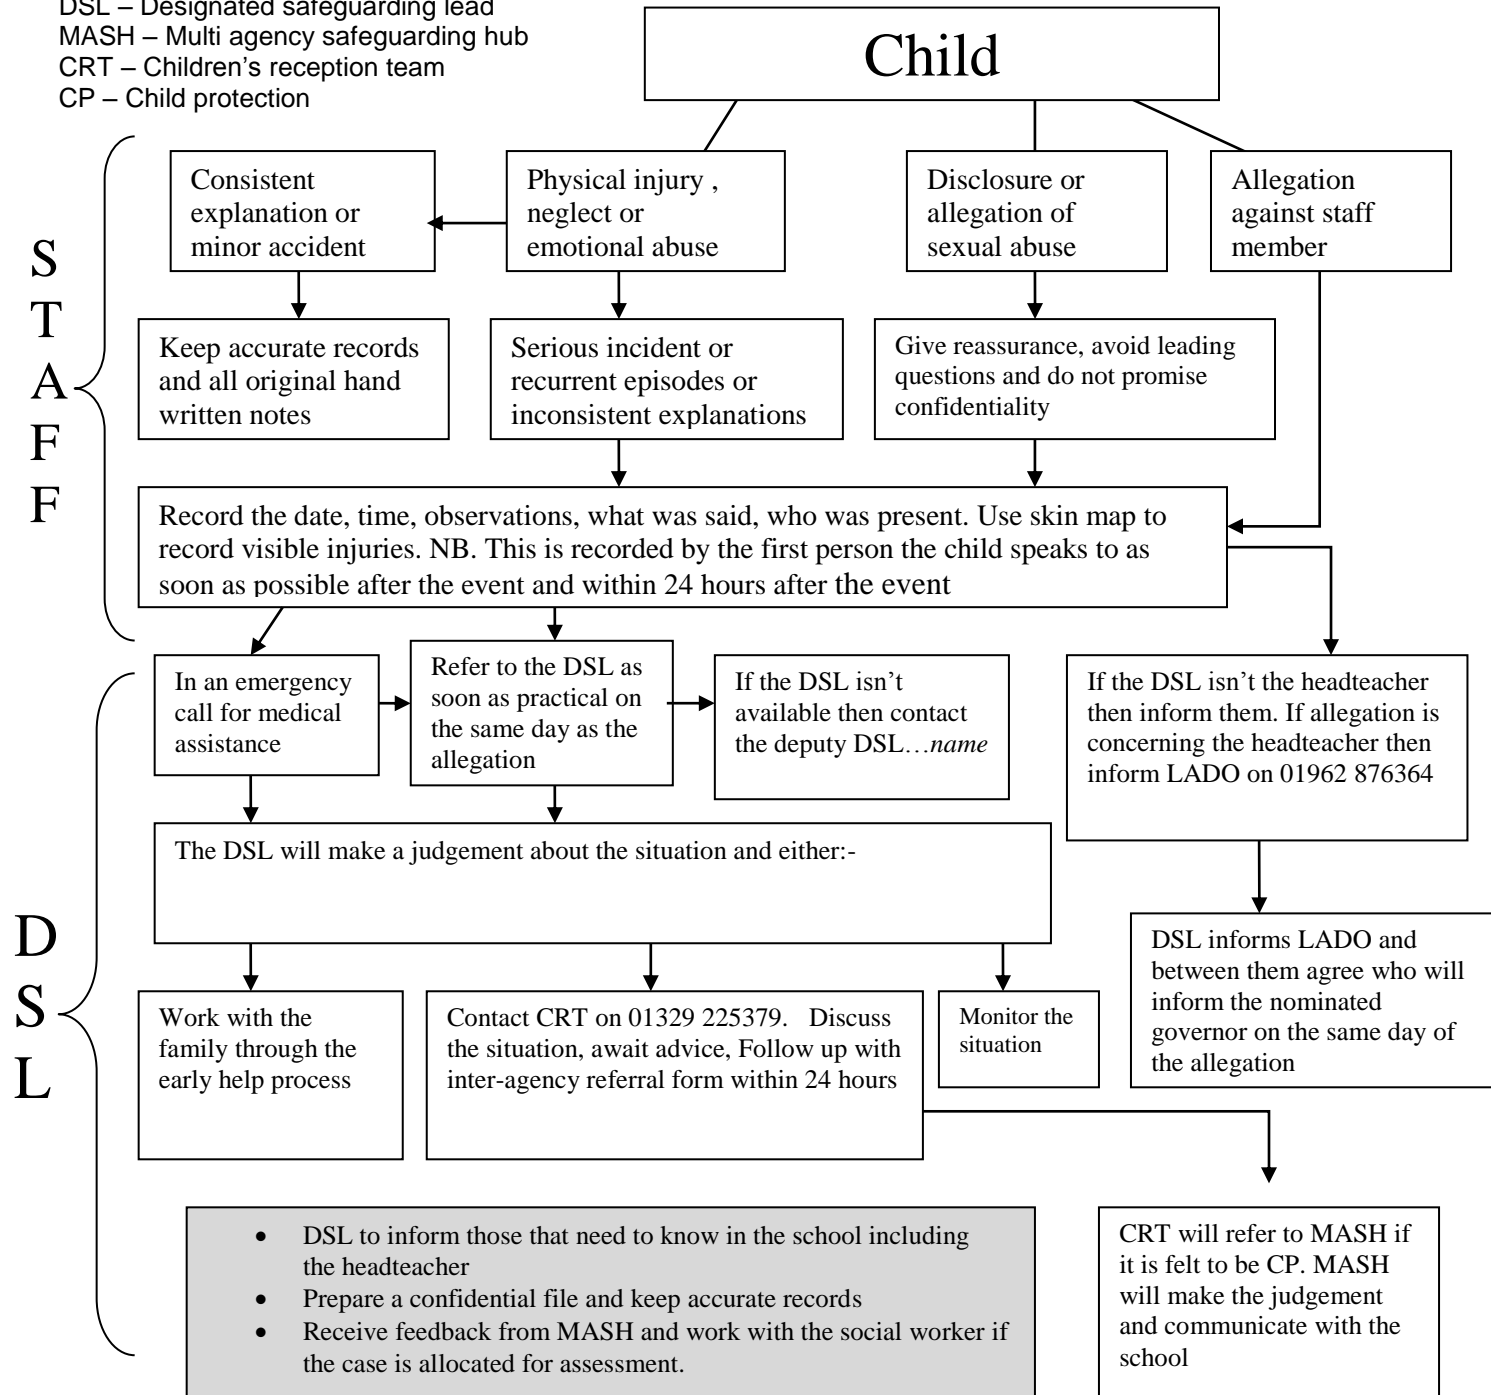 DSL – Designated safeguarding lead
MASH – Multi agency safeguarding hub
CRT – Children's reception team
CP – Child protection
Child
S
T
A
F
F
Consistent
explanation or
minor accident
Physical injury ,
neglect or
emotional abuse
Disclosure or
allegation of
sexual abuse
Allegation
against staff
member
Keep accurate records
and all original hand
written notes
Serious incident or
recurrent episodes or
inconsistent explanations
Give reassurance, avoid leading
questions and do not promise
confidentiality
Record the date, time, observations, what was said, who was present. Use skin map to
record visible injuries. NB. This is recorded by the first person the child speaks to as
soon as possible after the event and within 24 hours after the event
D
S
L
In an emergency
call for medical
assistance
Refer to the DSL as
soon as practical on
the same day as the
allegation
If the DSL isn't
available then contact
the deputy DSL…name
If the DSL isn't the headteacher
then inform them. If allegation is
concerning the headteacher then
inform LADO on 01962 876364
The DSL will make a judgement about the situation and either:-
DSL informs LADO and
between them agree who will
inform the nominated
governor on the same day of
the allegation
Work with the
family through the
early help process
Contact CRT on 01329 225379.   Discuss
the situation, await advice, Follow up with
inter-agency referral form within 24 hours
Monitor the
situation
• DSL to inform those that need to know in the school including
the headteacher
• Prepare a confidential file and keep accurate records
• Receive feedback from MASH and work with the social worker if
the case is allocated for assessment.
CRT will refer to MASH if
it is felt to be CP. MASH
will make the judgement
and communicate with the
school